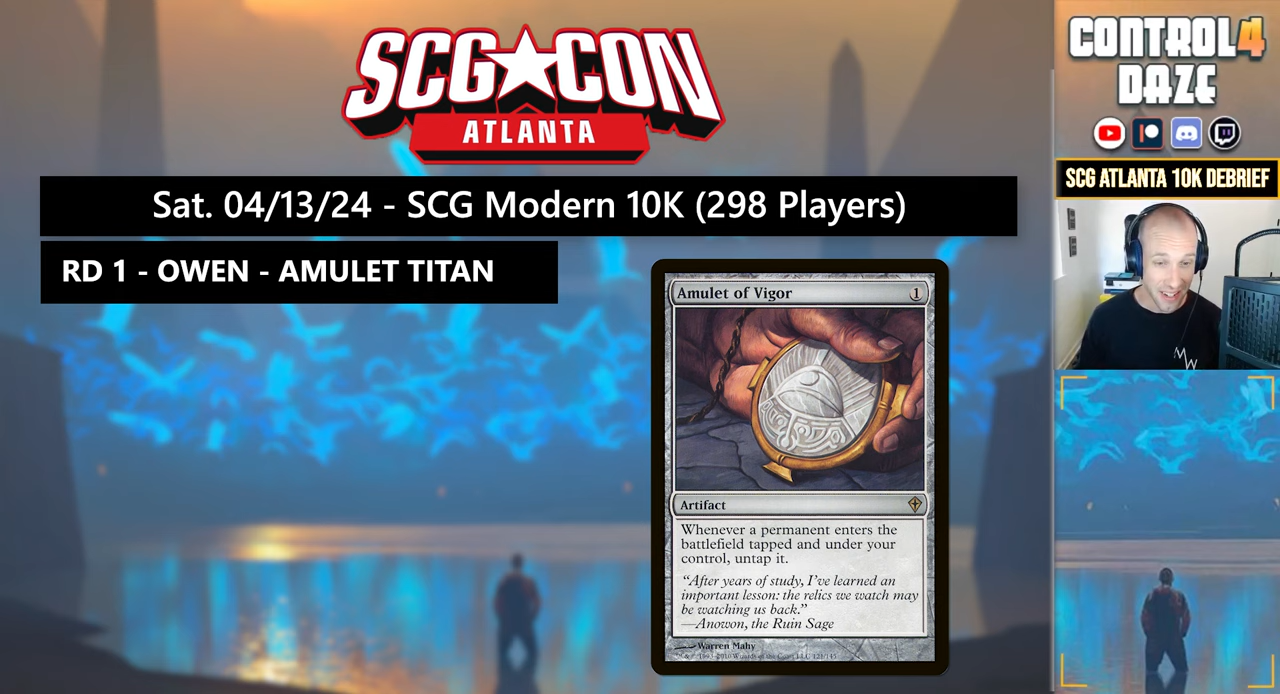 SCG★CON
ATLANTA
Sat. 04/13/24 - SCG Modern 10K (298 Players)
RD 1 - OWEN - AMULET TITAN
Amulet of Vigor 1
Artifact
Whenever a permanent enters the
battlefield tapped and under your
control, untap it.
“After years of study, I’ve learned an
important lesson: the relics we watch may
be watching us back.”
—Anowon, the Ruin Sage
Warren Mahy
CONTROL4
DAZE
SCG ATLANTA 10K DEBRIEF
MW